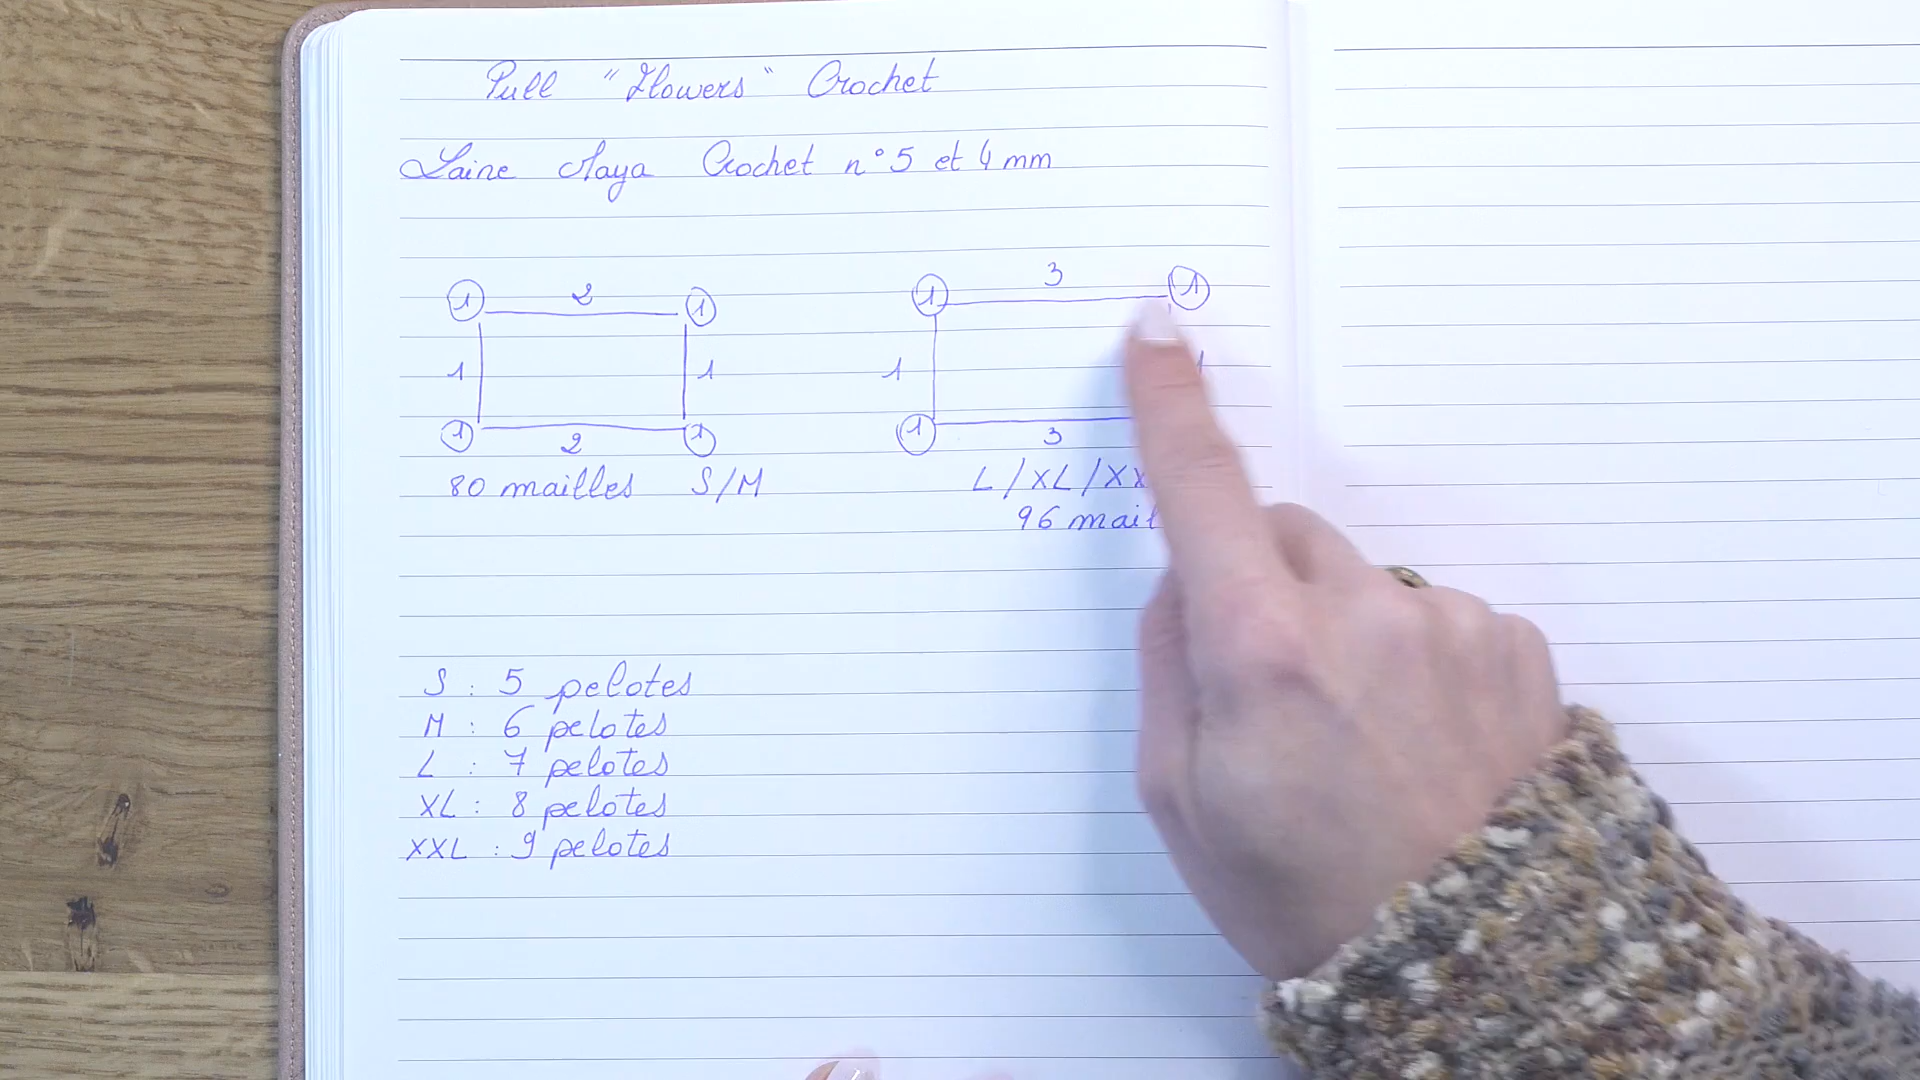 Pull "Flowers" Crochet
Laine Maya Crochet n°5 et 4 mm
1 2 1
1 1
1 2 1
80 mailles S/M
1 3 1
1 1
1 3
L/XL/XX
96 mail
S : 5 pelotes
M : 6 pelotes
L : 7 pelotes
XL : 8 pelotes
XXL : 9 pelotes